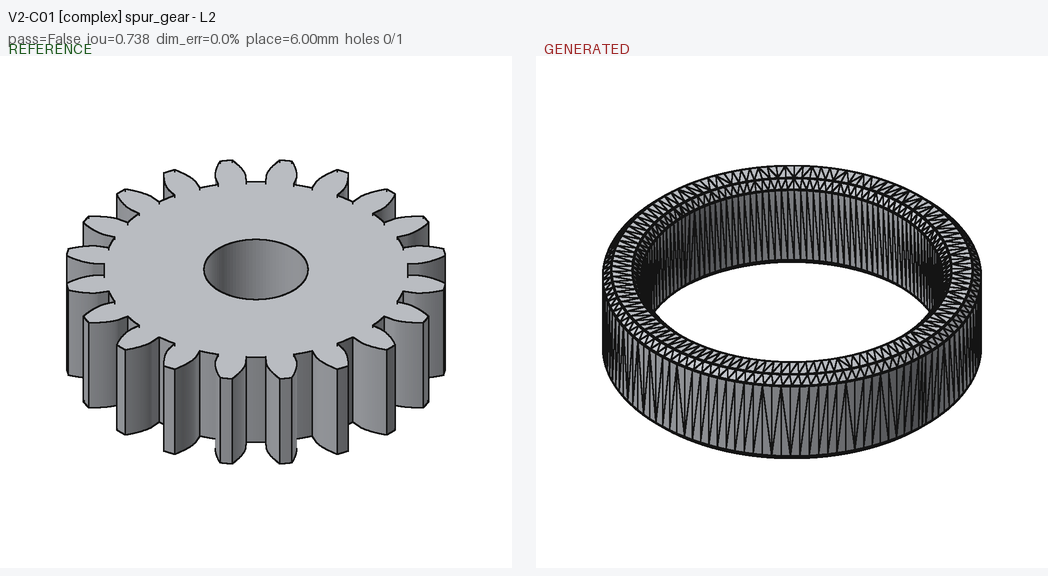 V2-C01 [complex] spur_gear - L2
pass=False iou=0.738 dim_err=0.0% place=6.00mm holes 0/1
REFERENCE
GENERATED